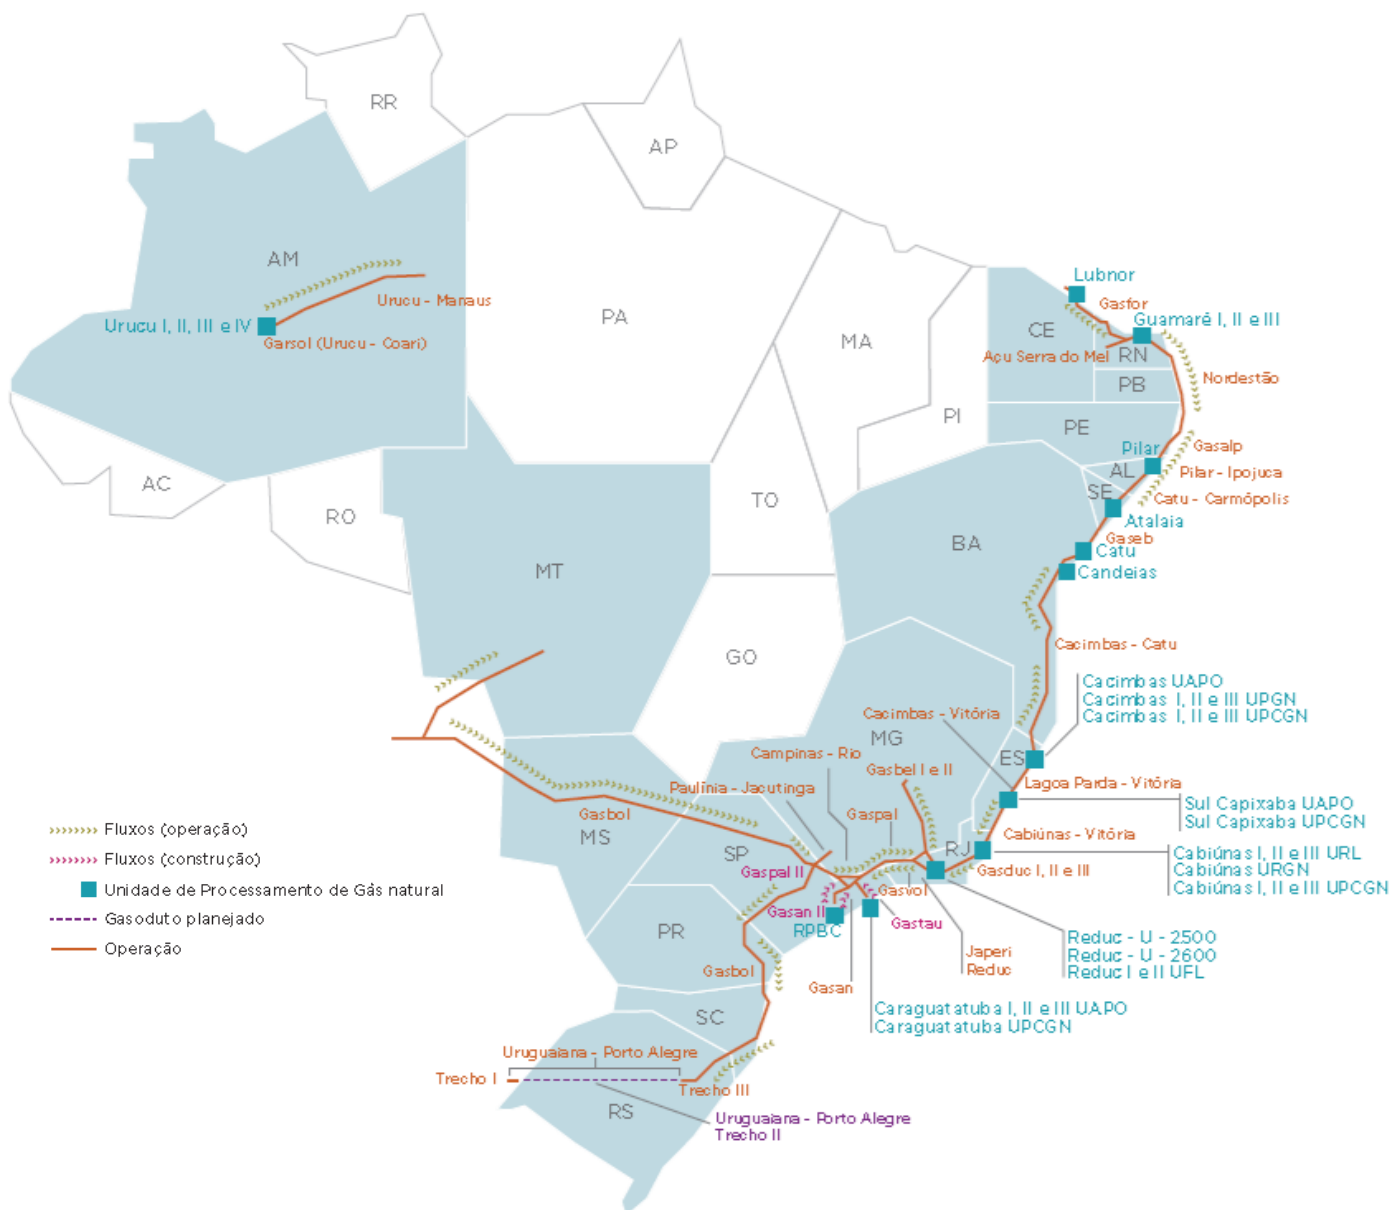 RR
AP
AM
Urucu - Manaus
Urucu I, II, III e IV
Garsol (Urucu - Coari)
PA
MA
Lubnor
Gasfor
CE
Guamaré I, II e III
Açu Serra do Mel
RN
Nordestão
PB
PI
PE
Gasalp
Pilar
AL
Pilar - Ipojuca
SE
Catu - Carmópolis
AC
RO
TO
Atalaia
Gaseb
BA
Catu
Candeias
MT
GO
Cacimbas - Catu
Cacimbas UAPO
Cacimbas I, II e III UPGN
Cacimbas I, II e III UPCGN
Cacimbas - Vitória
MG
Campinas - Rio
ES
Gasbel I e II
Paulínia - Jacutinga
Lagoa Parda - Vitória
Gasbol
Gaspal
Sul Capixaba UAPO
Sul Capixaba UPCGN
MS
SP
Cabiúnas - Vitória
RJ
Gaspal II
Gasduc I, II e III
Cabiúnas I, II e III URL
Cabiúnas URGN
Cabiúnas I, II e III UPCGN
Gasvol
Gasan II
Gastau
RPBC
PR
Reduc - U - 2500
Reduc - U - 2600
Reduc I e II UFL
Japeri
Reduc
Gasbol
Gasan
SC
Caraguatatuba I, II e III UAPO
Caraguatatuba UPCGN
Uruguaiana - Porto Alegre
Trecho I
Trecho III
RS
Uruguaiana - Porto Alegre
Trecho II
Fluxos (operação)
Fluxos (construção)
Unidade de Processamento de Gás natural
Gasoduto planejado
Operação